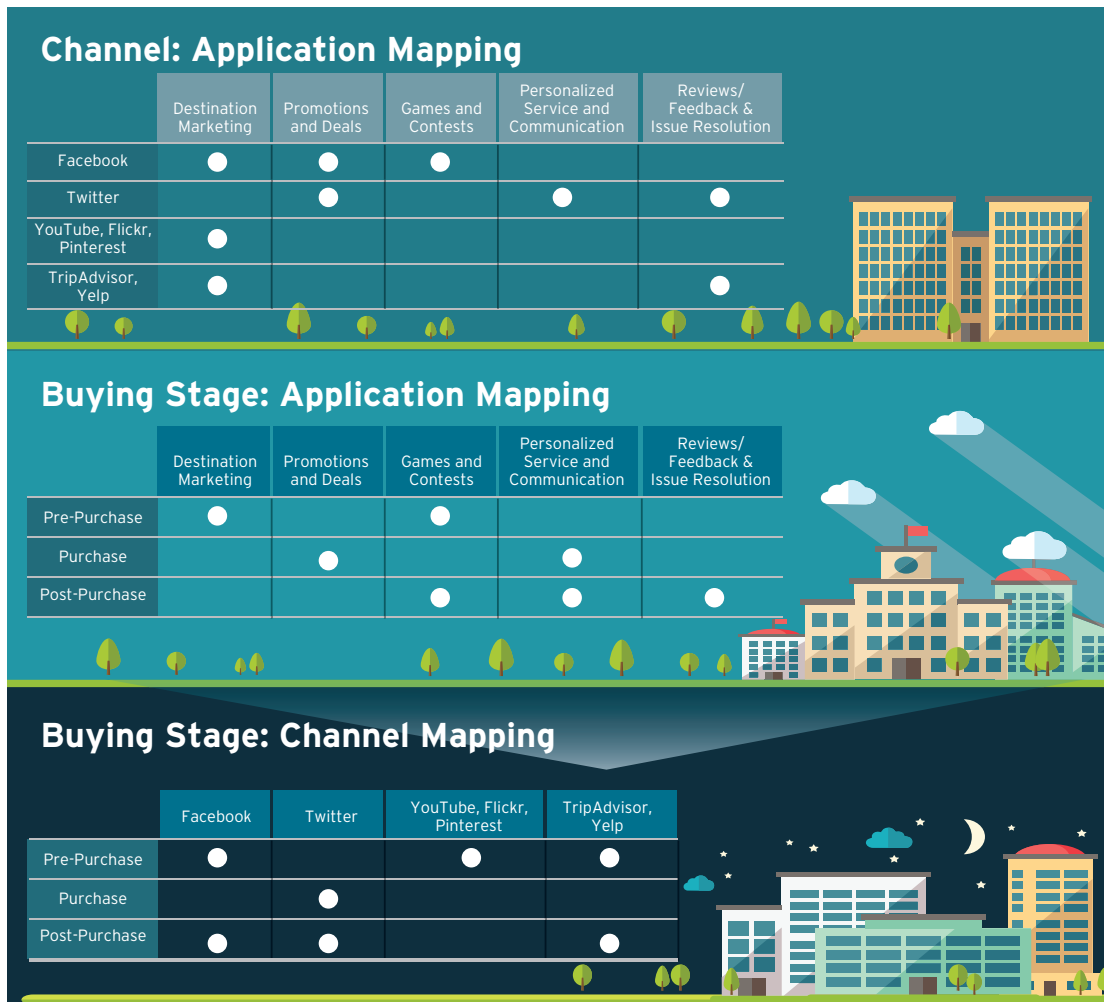 Channel: Application Mapping
Destination
Marketing
Promotions
and Deals
Games and
Contests
Personalized
Service and
Communication
Reviews/
Feedback &
Issue Resolution
Facebook
Twitter
YouTube, Flickr,
Pinterest
TripAdvisor,
Yelp
Buying Stage: Application Mapping
Destination
Marketing
Promotions
and Deals
Games and
Contests
Personalized
Service and
Communication
Reviews/
Feedback &
Issue Resolution
Pre-Purchase
Purchase
Post-Purchase
Buying Stage: Channel Mapping
Facebook
Twitter
YouTube, Flickr,
Pinterest
TripAdvisor,
Yelp
Pre-Purchase
Purchase
Post-Purchase